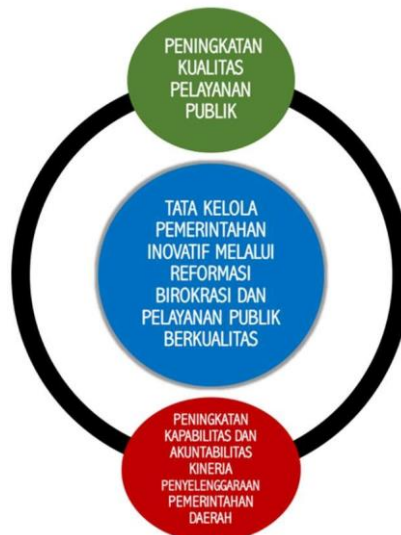 PENINGKATAN
KUALITAS
PELAYANAN
PUBLIK
TATA KELOLA
PEMERINTAHAN
INOVATIF MELALUI
REFORMASI
BIROKRASI DAN
PELAYANAN PUBLIK
BERKUALITAS
PENINGKATAN
KAPABILITAS DAN
AKUNTABILITAS
KINERJA
PENYELENGGARAAN
PEMERINTAHAN
DAERAH